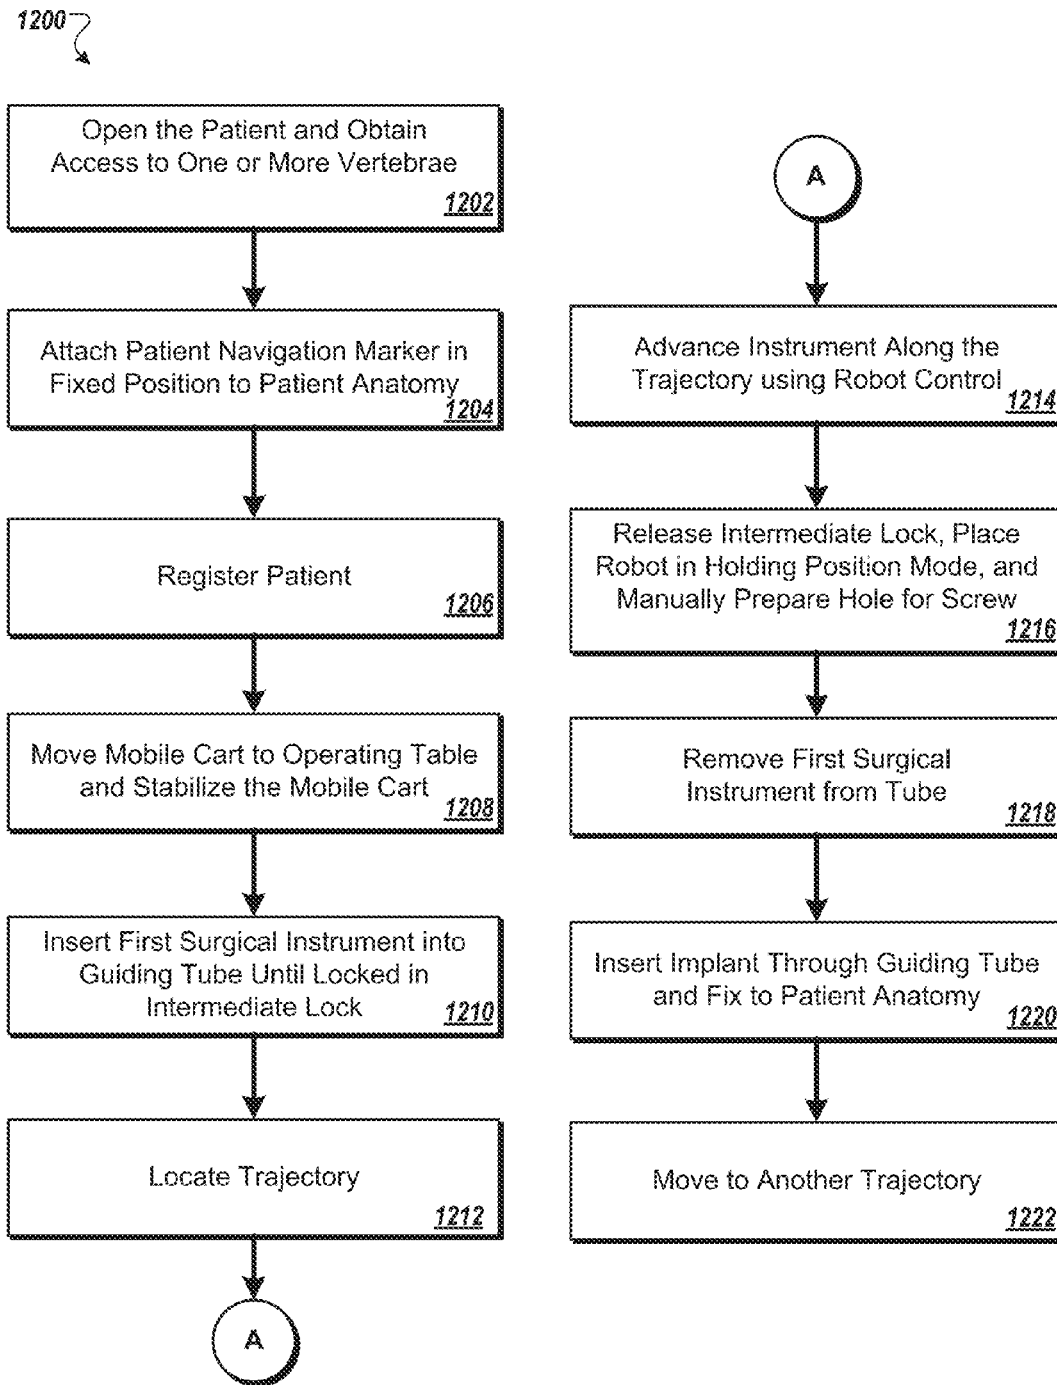 1200
Open the Patient and Obtain
Access to One or More Vertebrae
1202
Attach Patient Navigation Marker in
Fixed Position to Patient Anatomy
1204
Register Patient
1206
Move Mobile Cart to Operating Table
and Stabilize the Mobile Cart
1208
Insert First Surgical Instrument into
Guiding Tube Until Locked in
Intermediate Lock
1210
Locate Trajectory
1212
A
A
Advance Instrument Along the
Trajectory using Robot Control
1214
Release Intermediate Lock, Place
Robot in Holding Position Mode, and
Manually Prepare Hole for Screw
1216
Remove First Surgical
Instrument from Tube
1218
Insert Implant Through Guiding Tube
and Fix to Patient Anatomy
1220
Move to Another Trajectory
1222